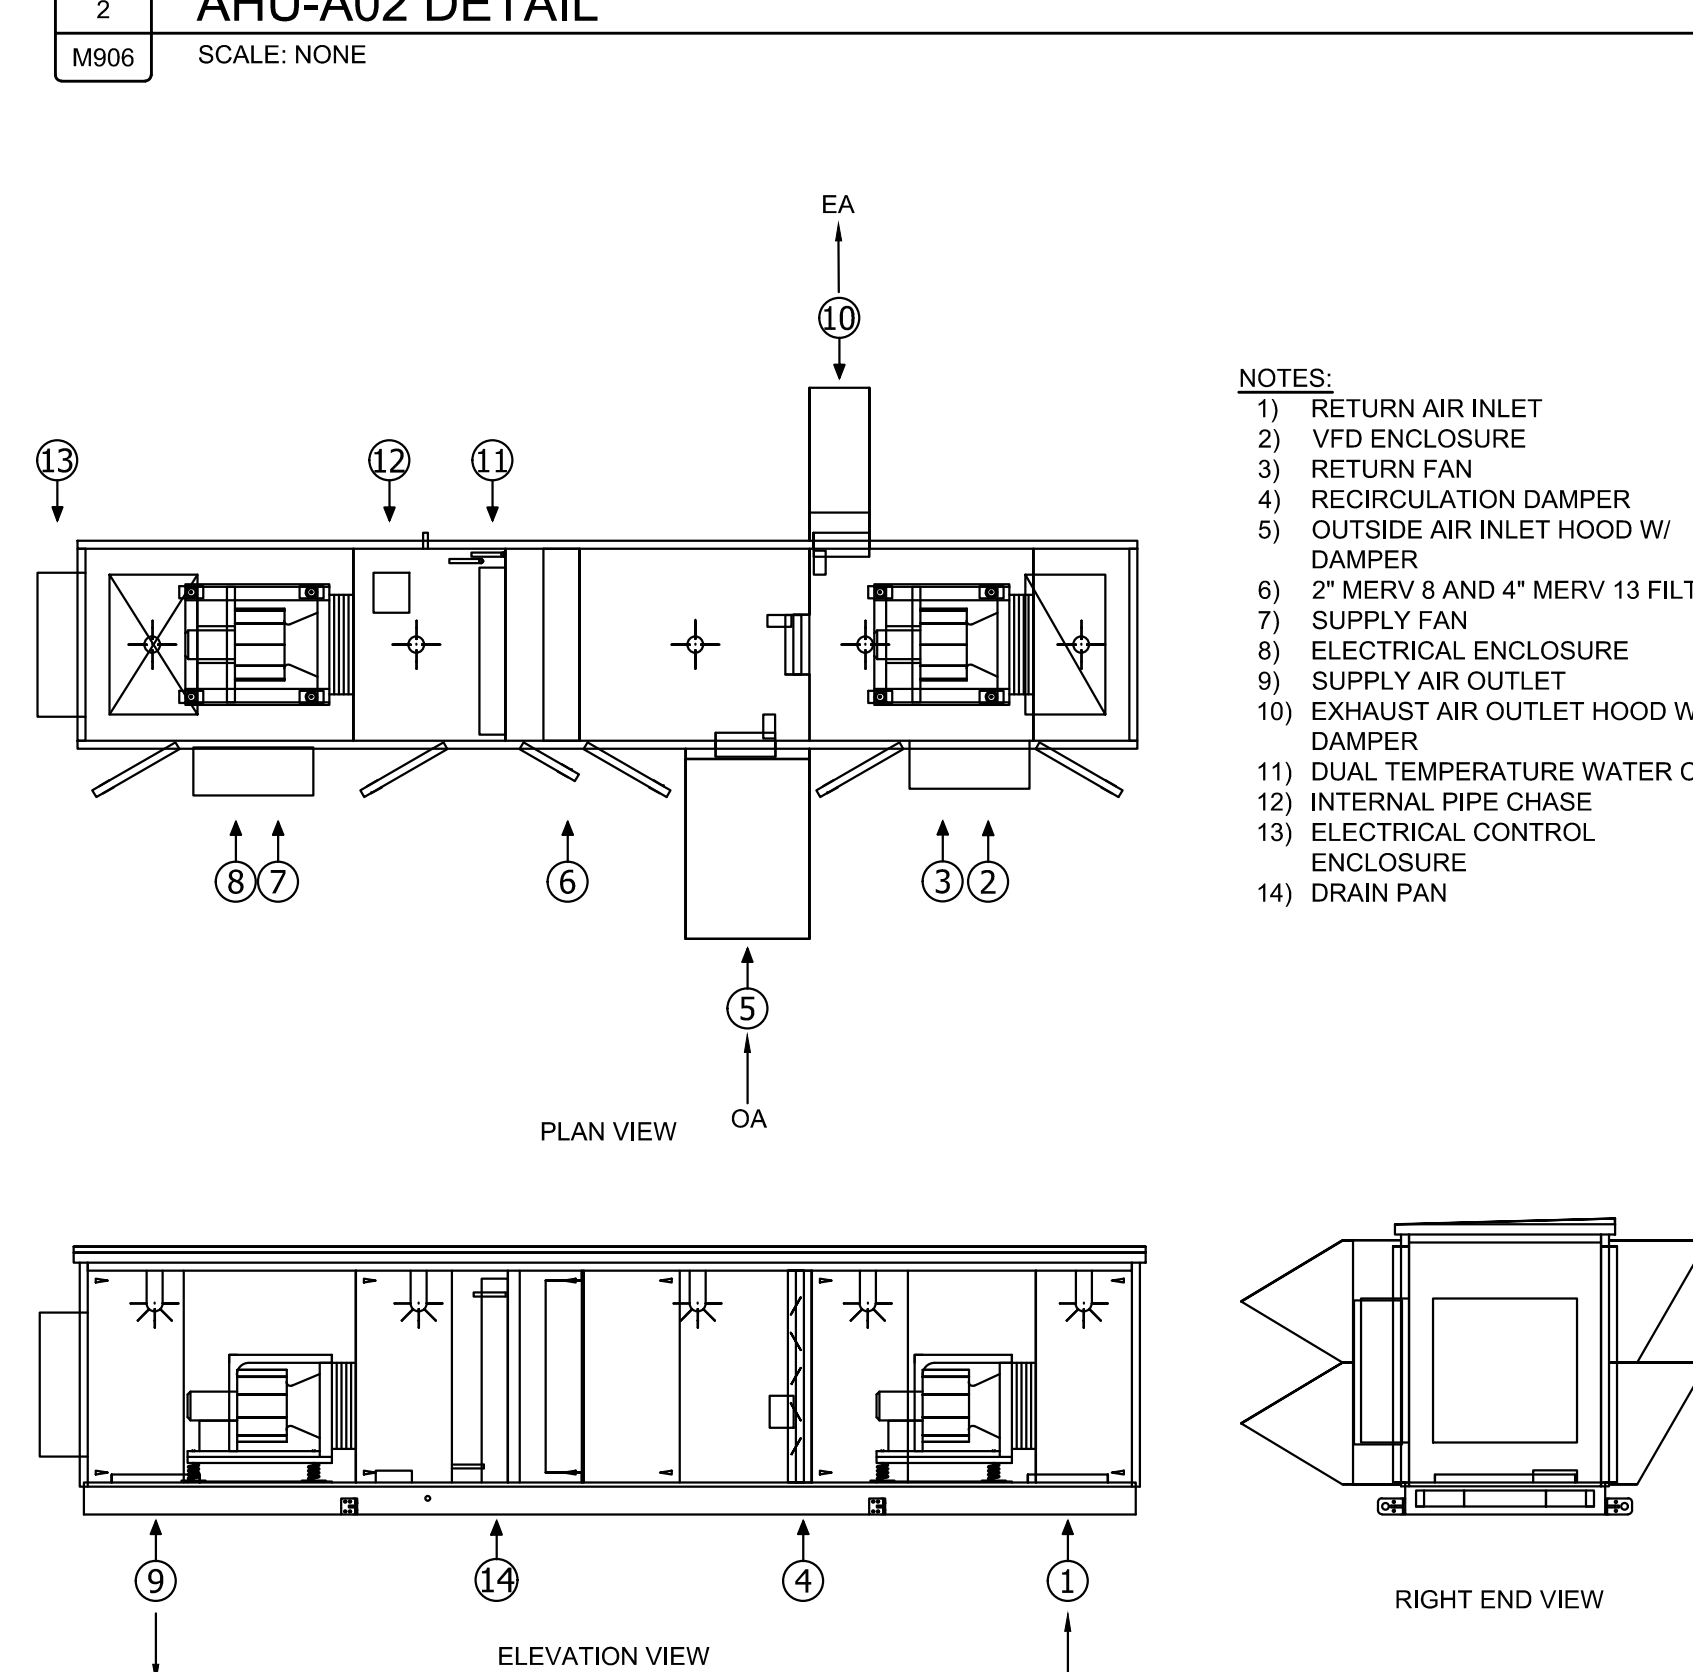 2
AHU-A02 DETAIL
M906
SCALE: NONE
EA
10
13
12
11
8
7
6
3
2
5
OA
PLAN VIEW
NOTES:
1) RETURN AIR INLET
2) VFD ENCLOSURE
3) RETURN FAN
4) RECIRCULATION DAMPER
5) OUTSIDE AIR INLET HOOD W/
DAMPER
6) 2" MERV 8 AND 4" MERV 13
7) SUPPLY FAN
8) ELECTRICAL ENCLOSURE
9) SUPPLY AIR OUTLET
10) EXHAUST AIR OUTLET HOOD
DAMPER
11) DUAL TEMPERATURE WATER
12) INTERNAL PIPE CHASE
13) ELECTRICAL CONTROL
ENCLOSURE
14) DRAIN PAN
9
14
4
1
ELEVATION VIEW
RIGHT END VIEW